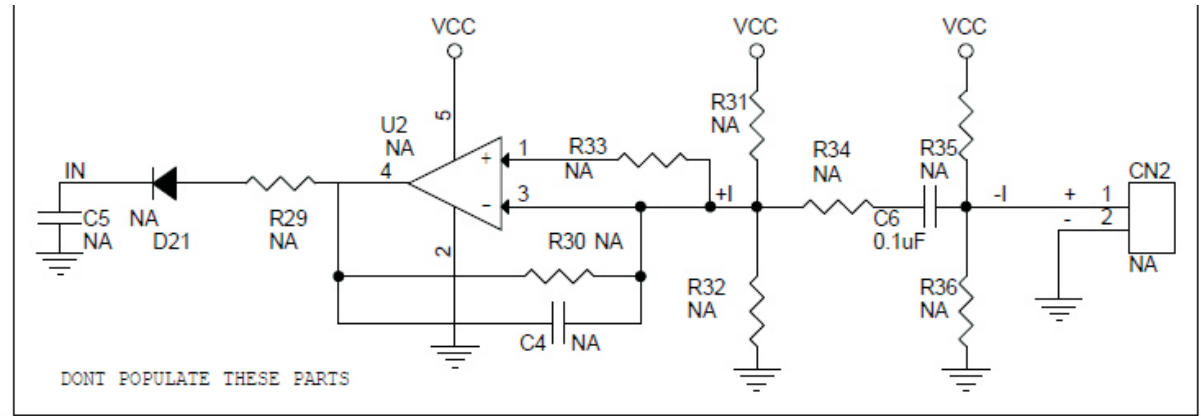 VCC
VCC
VCC
R31
NA
U2
NA
5
R33
NA
1
R34
NA
R35
NA
IN
4
+
CN2
3
−
+I
-I
+
1
-
2
C5
NA
NA
D21
R29
NA
C6
0.1uF
R30 NA
2
NA
R32
NA
R36
NA
C4
NA
DONT POPULATE THESE PARTS